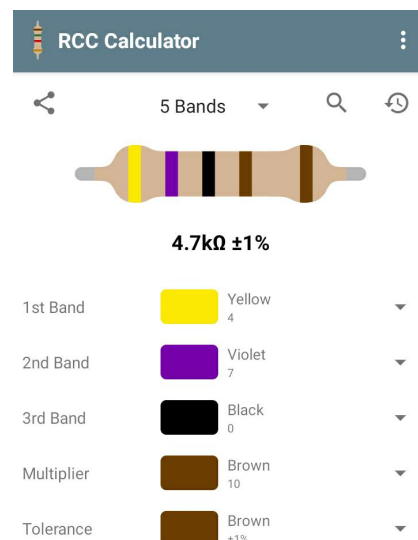 RCC Calculator
5 Bands
4.7kΩ ±1%
1st Band
Yellow
4
2nd Band
Violet
7
3rd Band
Black
0
Multiplier
Brown
10
Tolerance
Brown
±1%